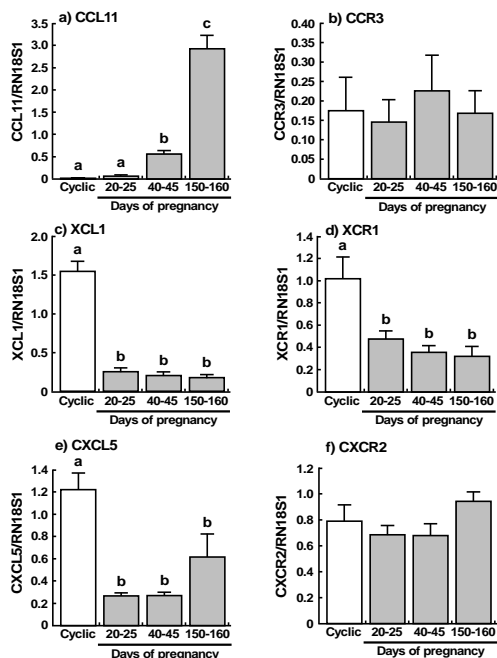 a) CCL11
CCL11/RN18S1
3.5
3.0
2.5
2.0
1.5
1.0
0.5
0
a
a
b
c
Cyclic 20-25 40-45 150-160
Days of pregnancy
b) CCR3
CCR3/RN18S1
0.40
0.35
0.30
0.25
0.20
0.15
0.10
0.05
0
Cyclic 20-25 40-45 150-160
Days of pregnancy
c) XCL1
XCL1/RN18S1
2.0
1.5
1.0
0.5
0
a
b
b
b
Cyclic 20-25 40-45 150-160
Days of pregnancy
d) XCR1
XCR1/RN18S1
1.4
1.2
1.0
0.8
0.6
0.4
0.2
0
a
b
b
b
Cyclic 20-25 40-45 150-160
Days of pregnancy
e) CXCL5
CXCL5/RN18S1
1.4
1.2
1.0
0.8
0.6
0.4
0.2
0
a
b
b
b
Cyclic 20-25 40-45 150-160
Days of pregnancy
f) CXCR2
CXCR2/RN18S1
1.2
1.0
0.8
0.6
0.4
0.2
0
Cyclic 20-25 40-45 150-160
Days of pregnancy